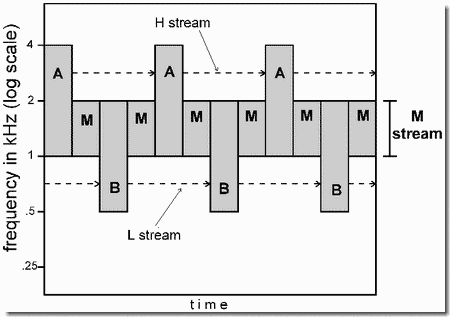 frequency in kHz (log scale)
4
2
1
.5
.25
H stream
A A A
M M M M M M
M
stream
B B B
L stream
time